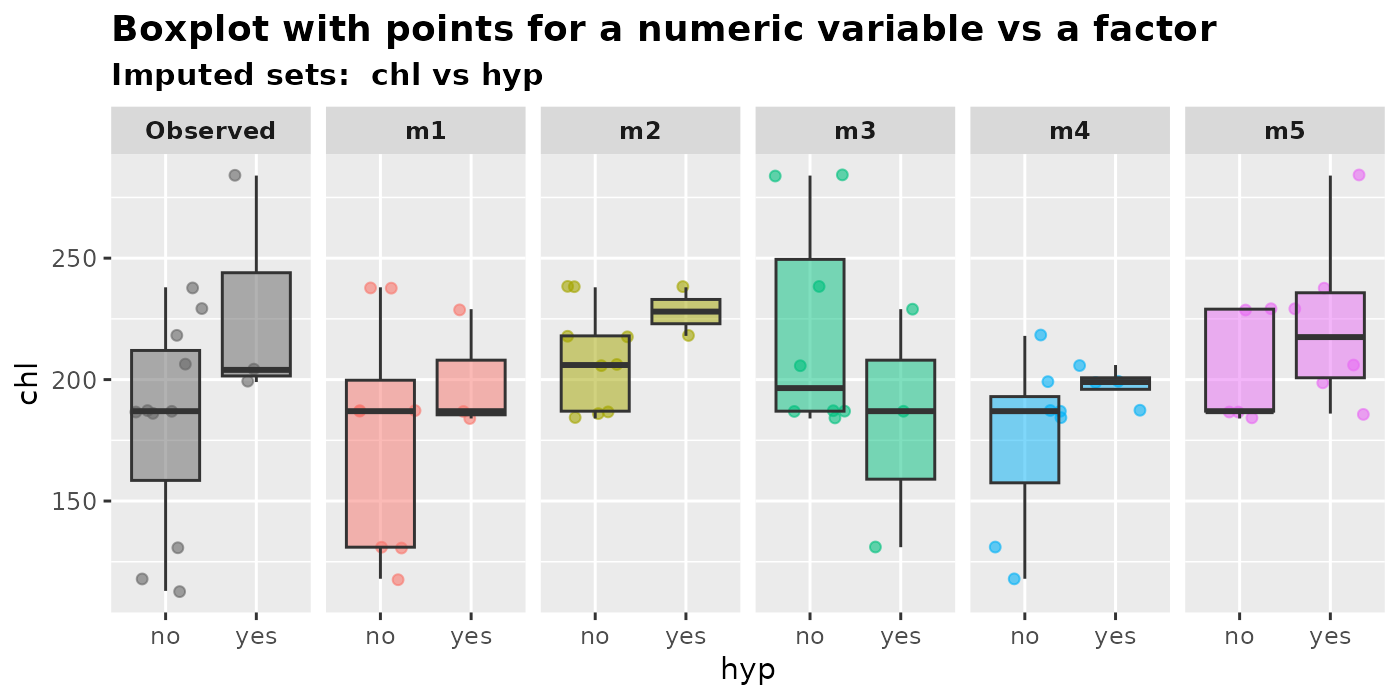 Boxplot with points for a numeric variable vs a factor
Imputed sets:  chl vs hyp
Observed m1 m2 m3 m4 m5
250
200
150
chl
no yes no yes no yes no yes no yes no yes
hyp